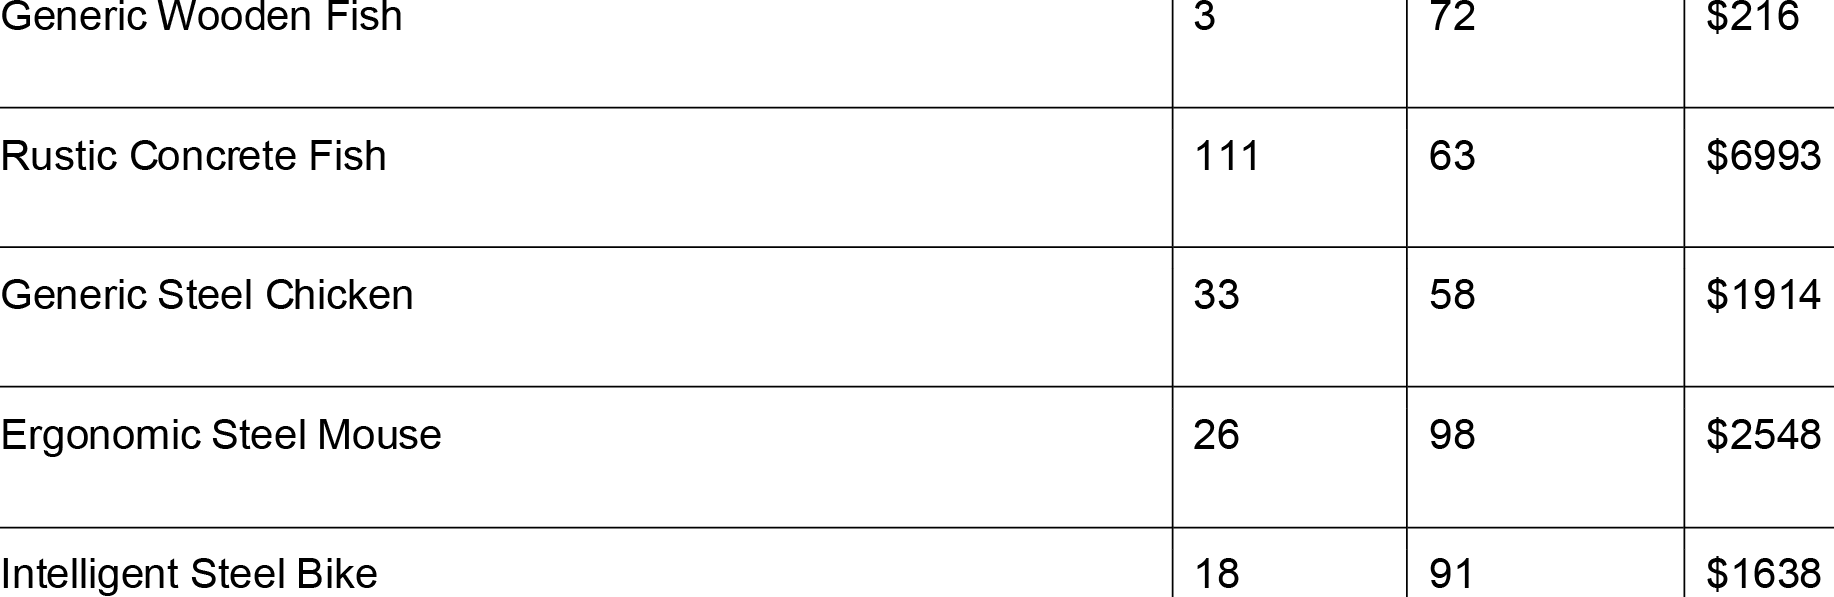 Generic Wooden Fish 3 72 $216
Rustic Concrete Fish 111 63 $6993
Generic Steel Chicken 33 58 $1914
Ergonomic Steel Mouse 26 98 $2548
Intelligent Steel Bike 18 91 $1638